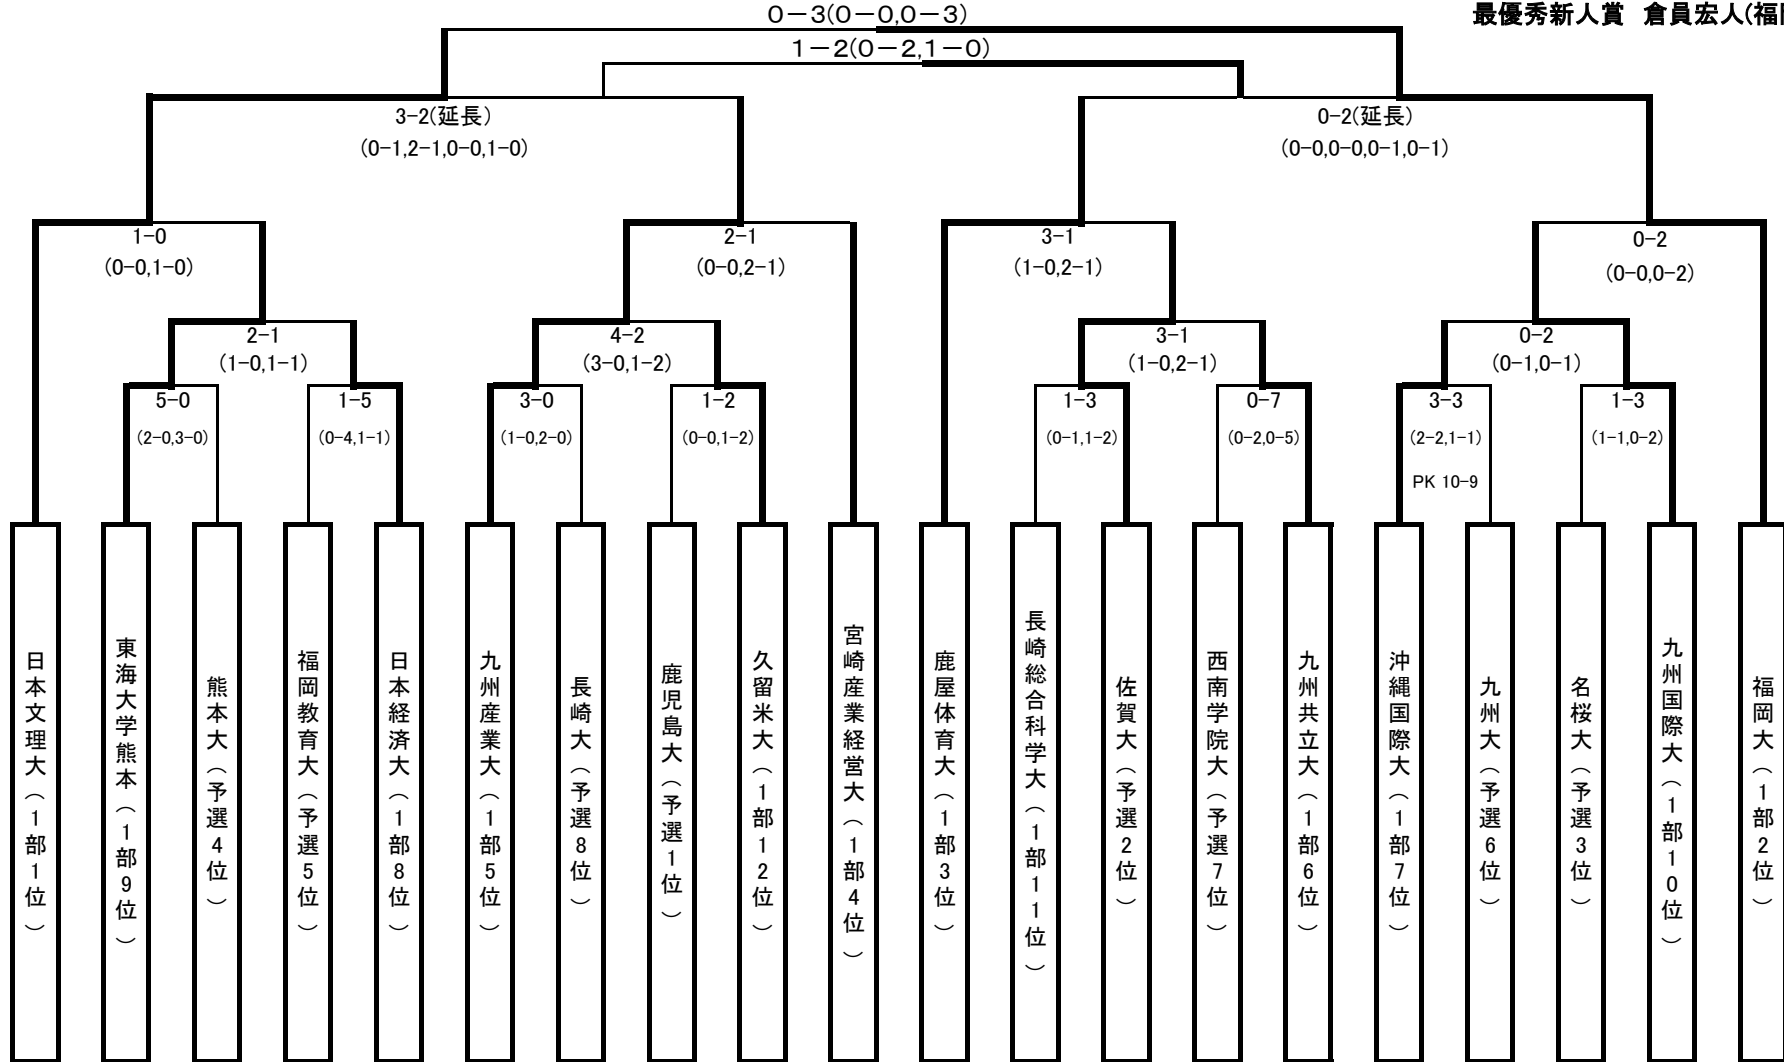 0－3(0－0,0－3)
最優秀新人賞 倉員宏人(福
1－2(0－2,1－0)
3-2(延長)
(0-1,2-1,0-0,1-0)
0-2(延長)
(0-0,0-0,0-1,0-1)
1-0
(0-0,1-0)
2-1
(0-0,2-1)
3-1
(1-0,2-1)
0-2
(0-0,0-2)
2-1
(1-0,1-1)
4-2
(3-0,1-2)
3-1
(1-0,2-1)
0-2
(0-1,0-1)
5-0
(2-0,3-0)
1-5
(0-4,1-1)
3-0
(1-0,2-0)
1-2
(0-0,1-2)
1-3
(0-1,1-2)
0-7
(0-2,0-5)
3-3
(2-2,1-1)
PK 10-9
1-3
(1-1,0-2)
日本文理大（1部1位）
東海大学熊本（1部9位）
熊本大（予選4位）
福岡教育大（予選5位）
日本経済大（1部8位）
九州産業大（1部5位）
長崎大（予選8位）
鹿児島大（予選1位）
久留米大（1部12位）
宮崎産業経営大（1部4位）
鹿屋体育大（1部3位）
長崎総合科学大（1部11位）
佐賀大（予選2位）
西南学院大（予選7位）
九州共立大（1部6位）
沖縄国際大（1部7位）
九州大（予選6位）
名桜大（予選3位）
九州国際大（1部10位）
福岡大（1部2位）